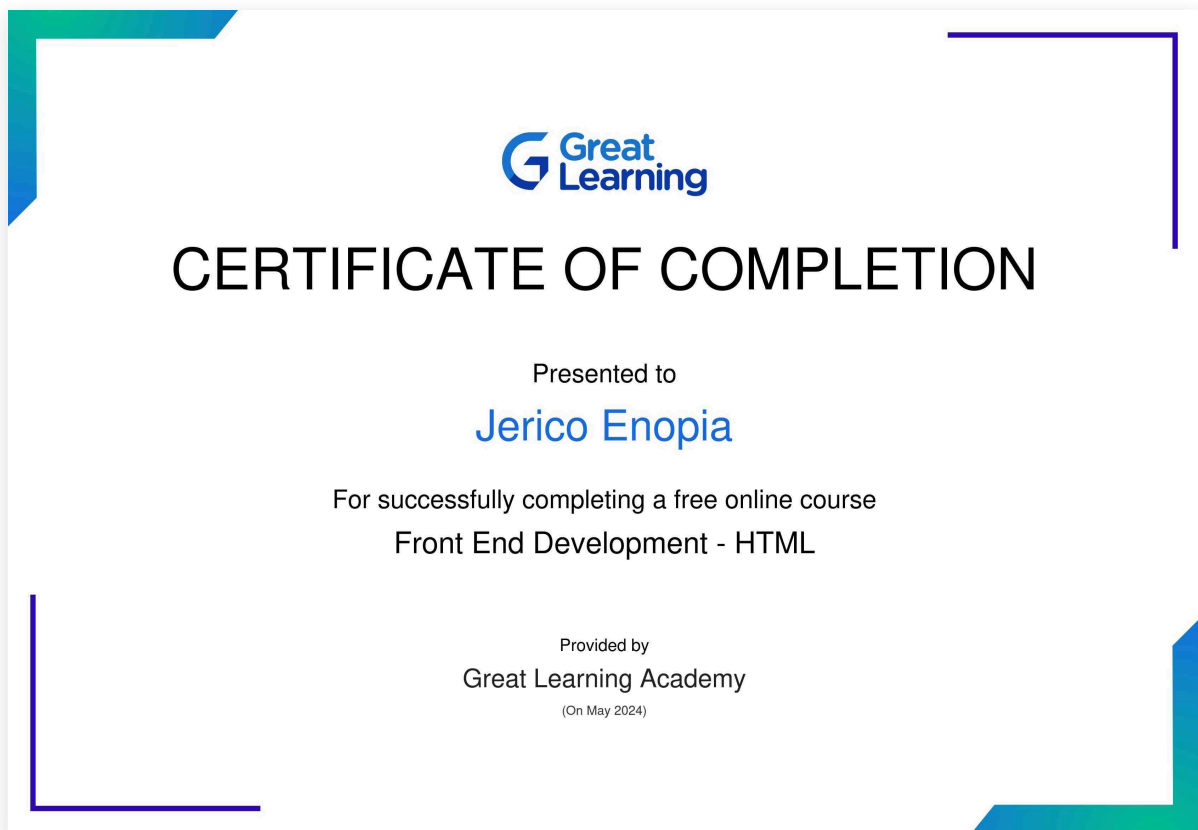 Great
Learning
CERTIFICATE OF COMPLETION
Presented to
Jerico Enopia
For successfully completing a free online course
Front End Development - HTML
Provided by
Great Learning Academy
(On May 2024)